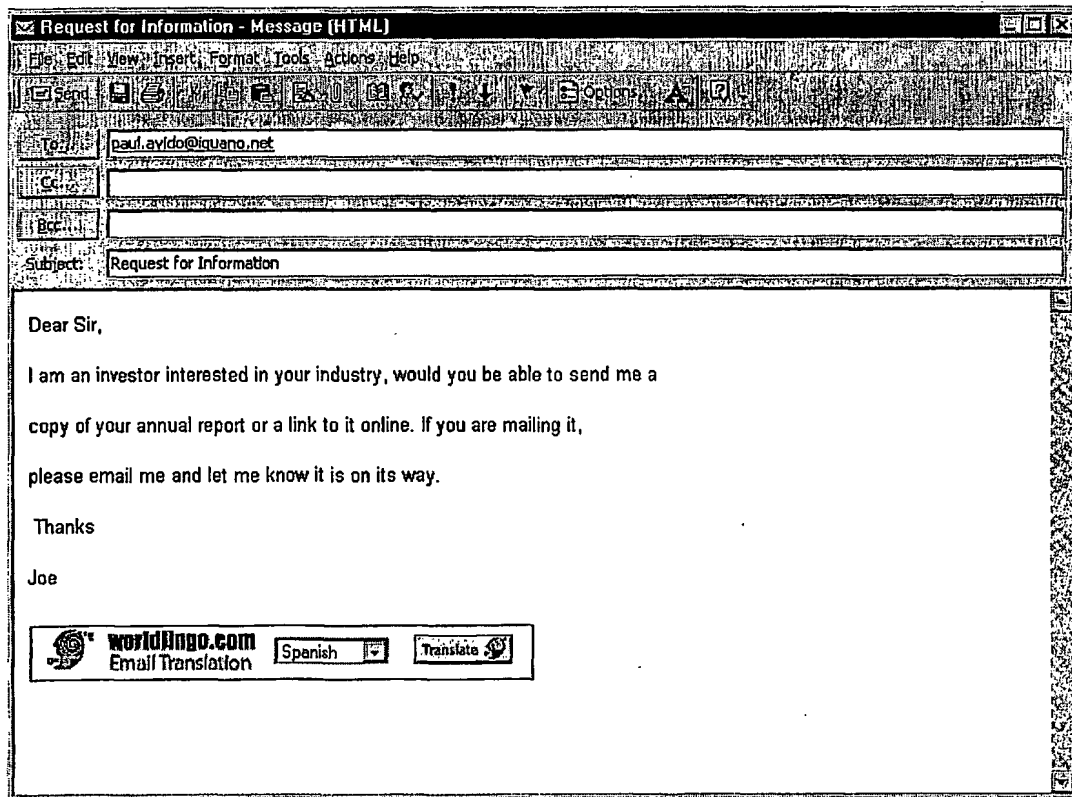 Request for Information - Message (HTML)
File Edit View Insert Format Tools Actions Help
Send Options
To...
paul.avido@iquano.net
Cc...
Bcc...
Subject: Request for Information
Dear Sir,
I am an investor interested in your industry, would you be able to send me a
copy of your annual report or a link to it online. If you are mailing it,
please email me and let me know it is on its way.
Thanks
Joe
worldlingo.com
Email Translation
Spanish
Translate